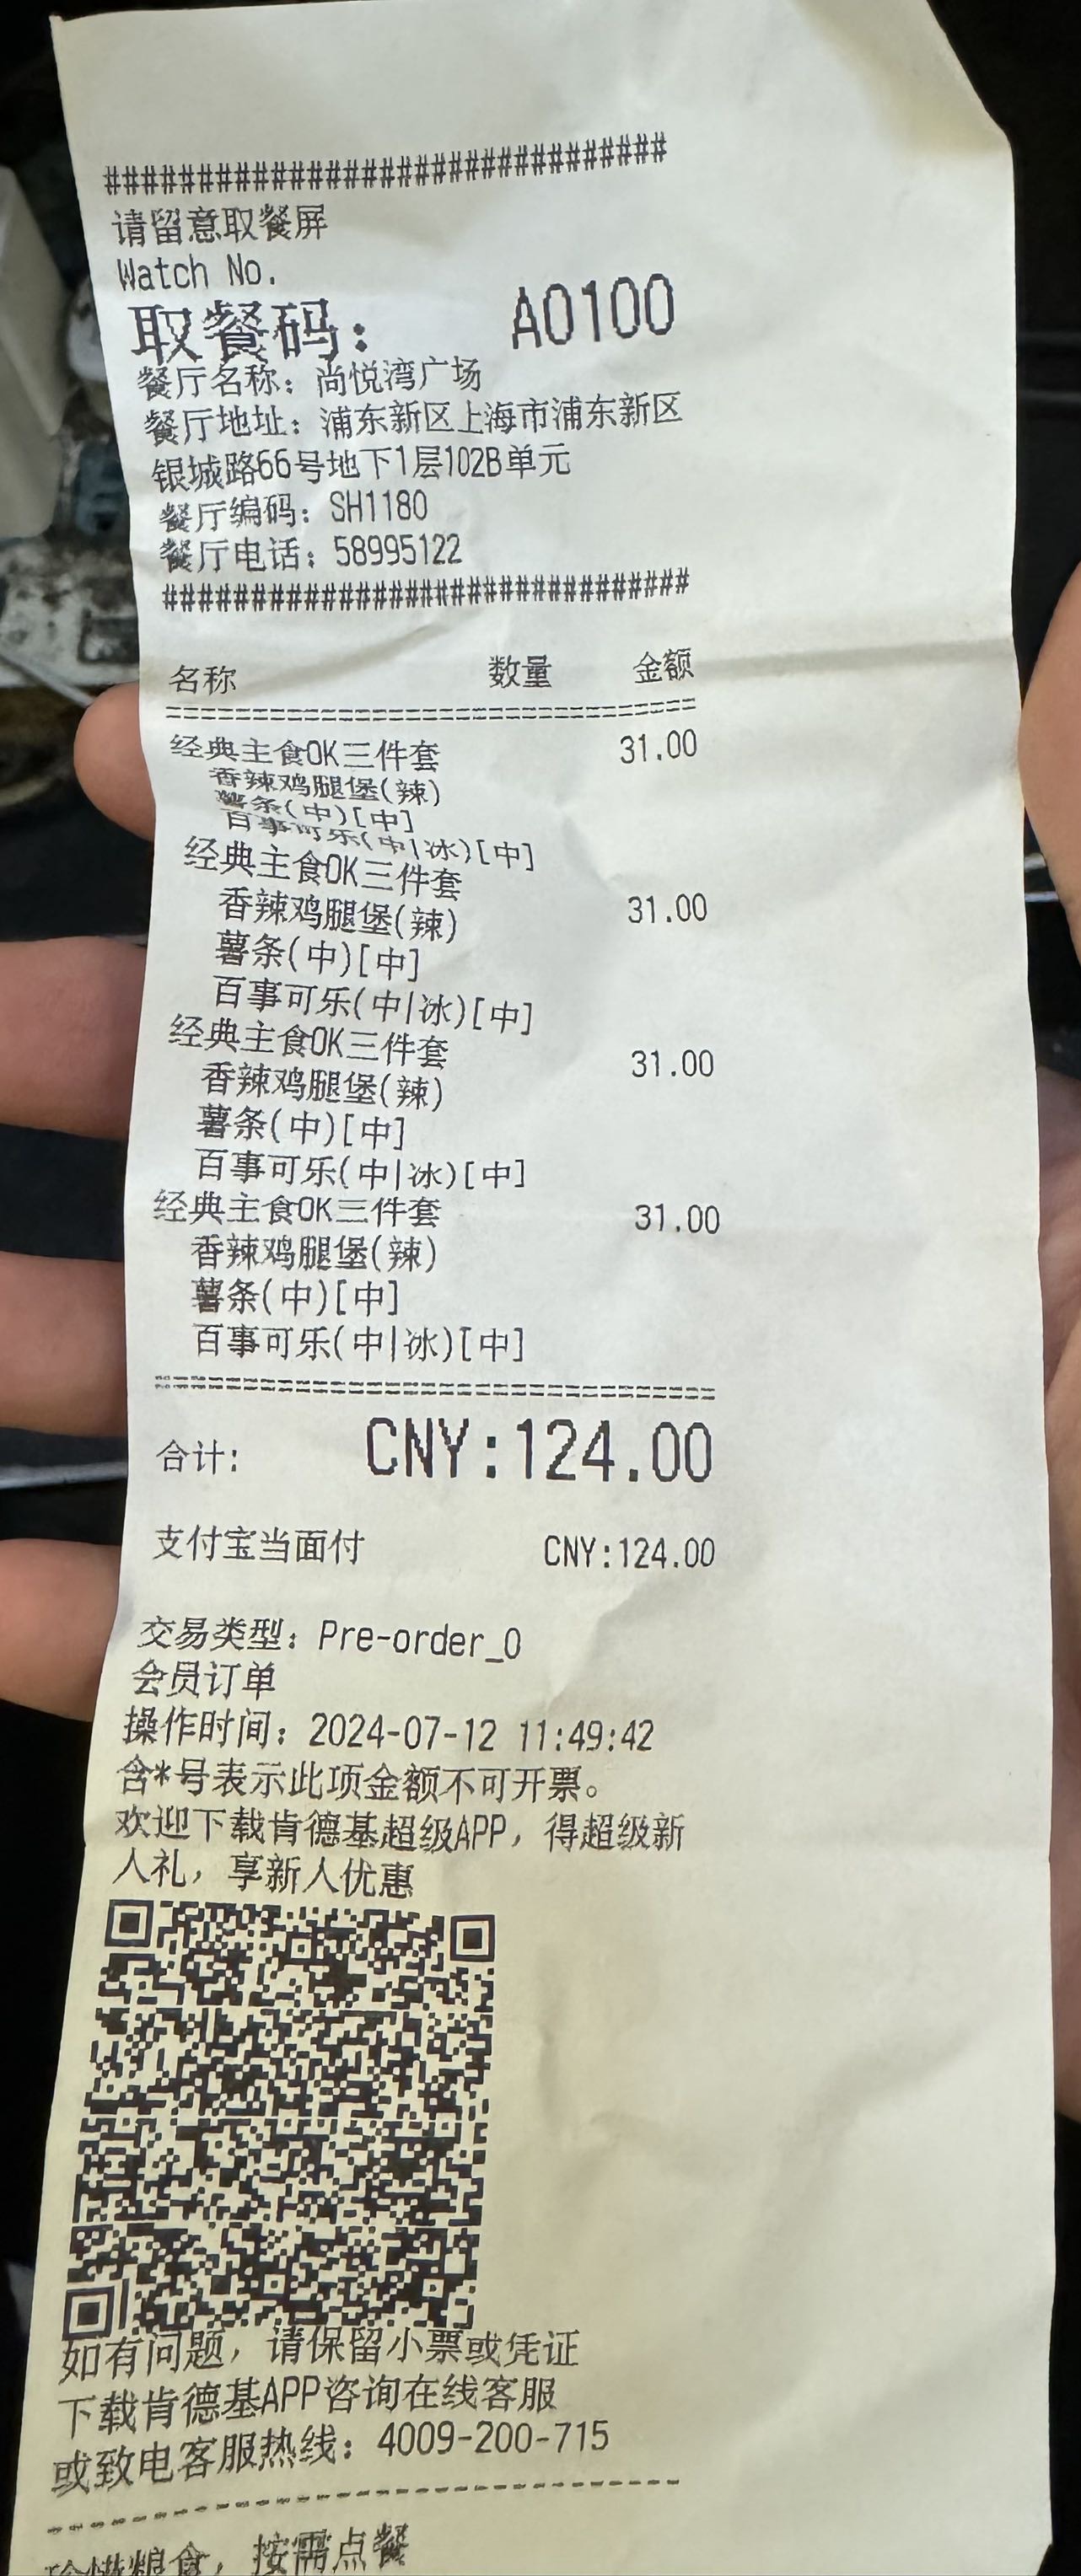 ##############################
请留意取餐屏
Watch No.
取餐码： A0100
餐厅名称：尚悦湾广场
餐厅地址：浦东新区上海市浦东新区
银城路66号地下1层102B单元
餐厅编码：SH1180
餐厅电话：58995122
##############################
名称 数量 金额
==============================
经典主食OK三件套 31.00
香辣鸡腿堡(辣)
薯条(中)[中]
百事可乐(中|冰)[中]
经典主食OK三件套 31.00
香辣鸡腿堡(辣)
薯条(中)[中]
百事可乐(中|冰)[中]
经典主食OK三件套 31.00
香辣鸡腿堡(辣)
薯条(中)[中]
百事可乐(中|冰)[中]
经典主食OK三件套 31.00
香辣鸡腿堡(辣)
薯条(中)[中]
百事可乐(中|冰)[中]
==============================
合计: CNY:124.00
支付宝当面付 CNY:124.00
交易类型：Pre-order_0
会员订单
操作时间：2024-07-12 11:49:42
含*号表示此项金额不可开票。
欢迎下载肯德基超级APP，得超级新
人礼，享新人优惠
如有问题，请保留小票或凭证
下载肯德基APP咨询在线客服
或致电客服热线：4009-200-715
------------------------------
珍惜粮食，按需点餐